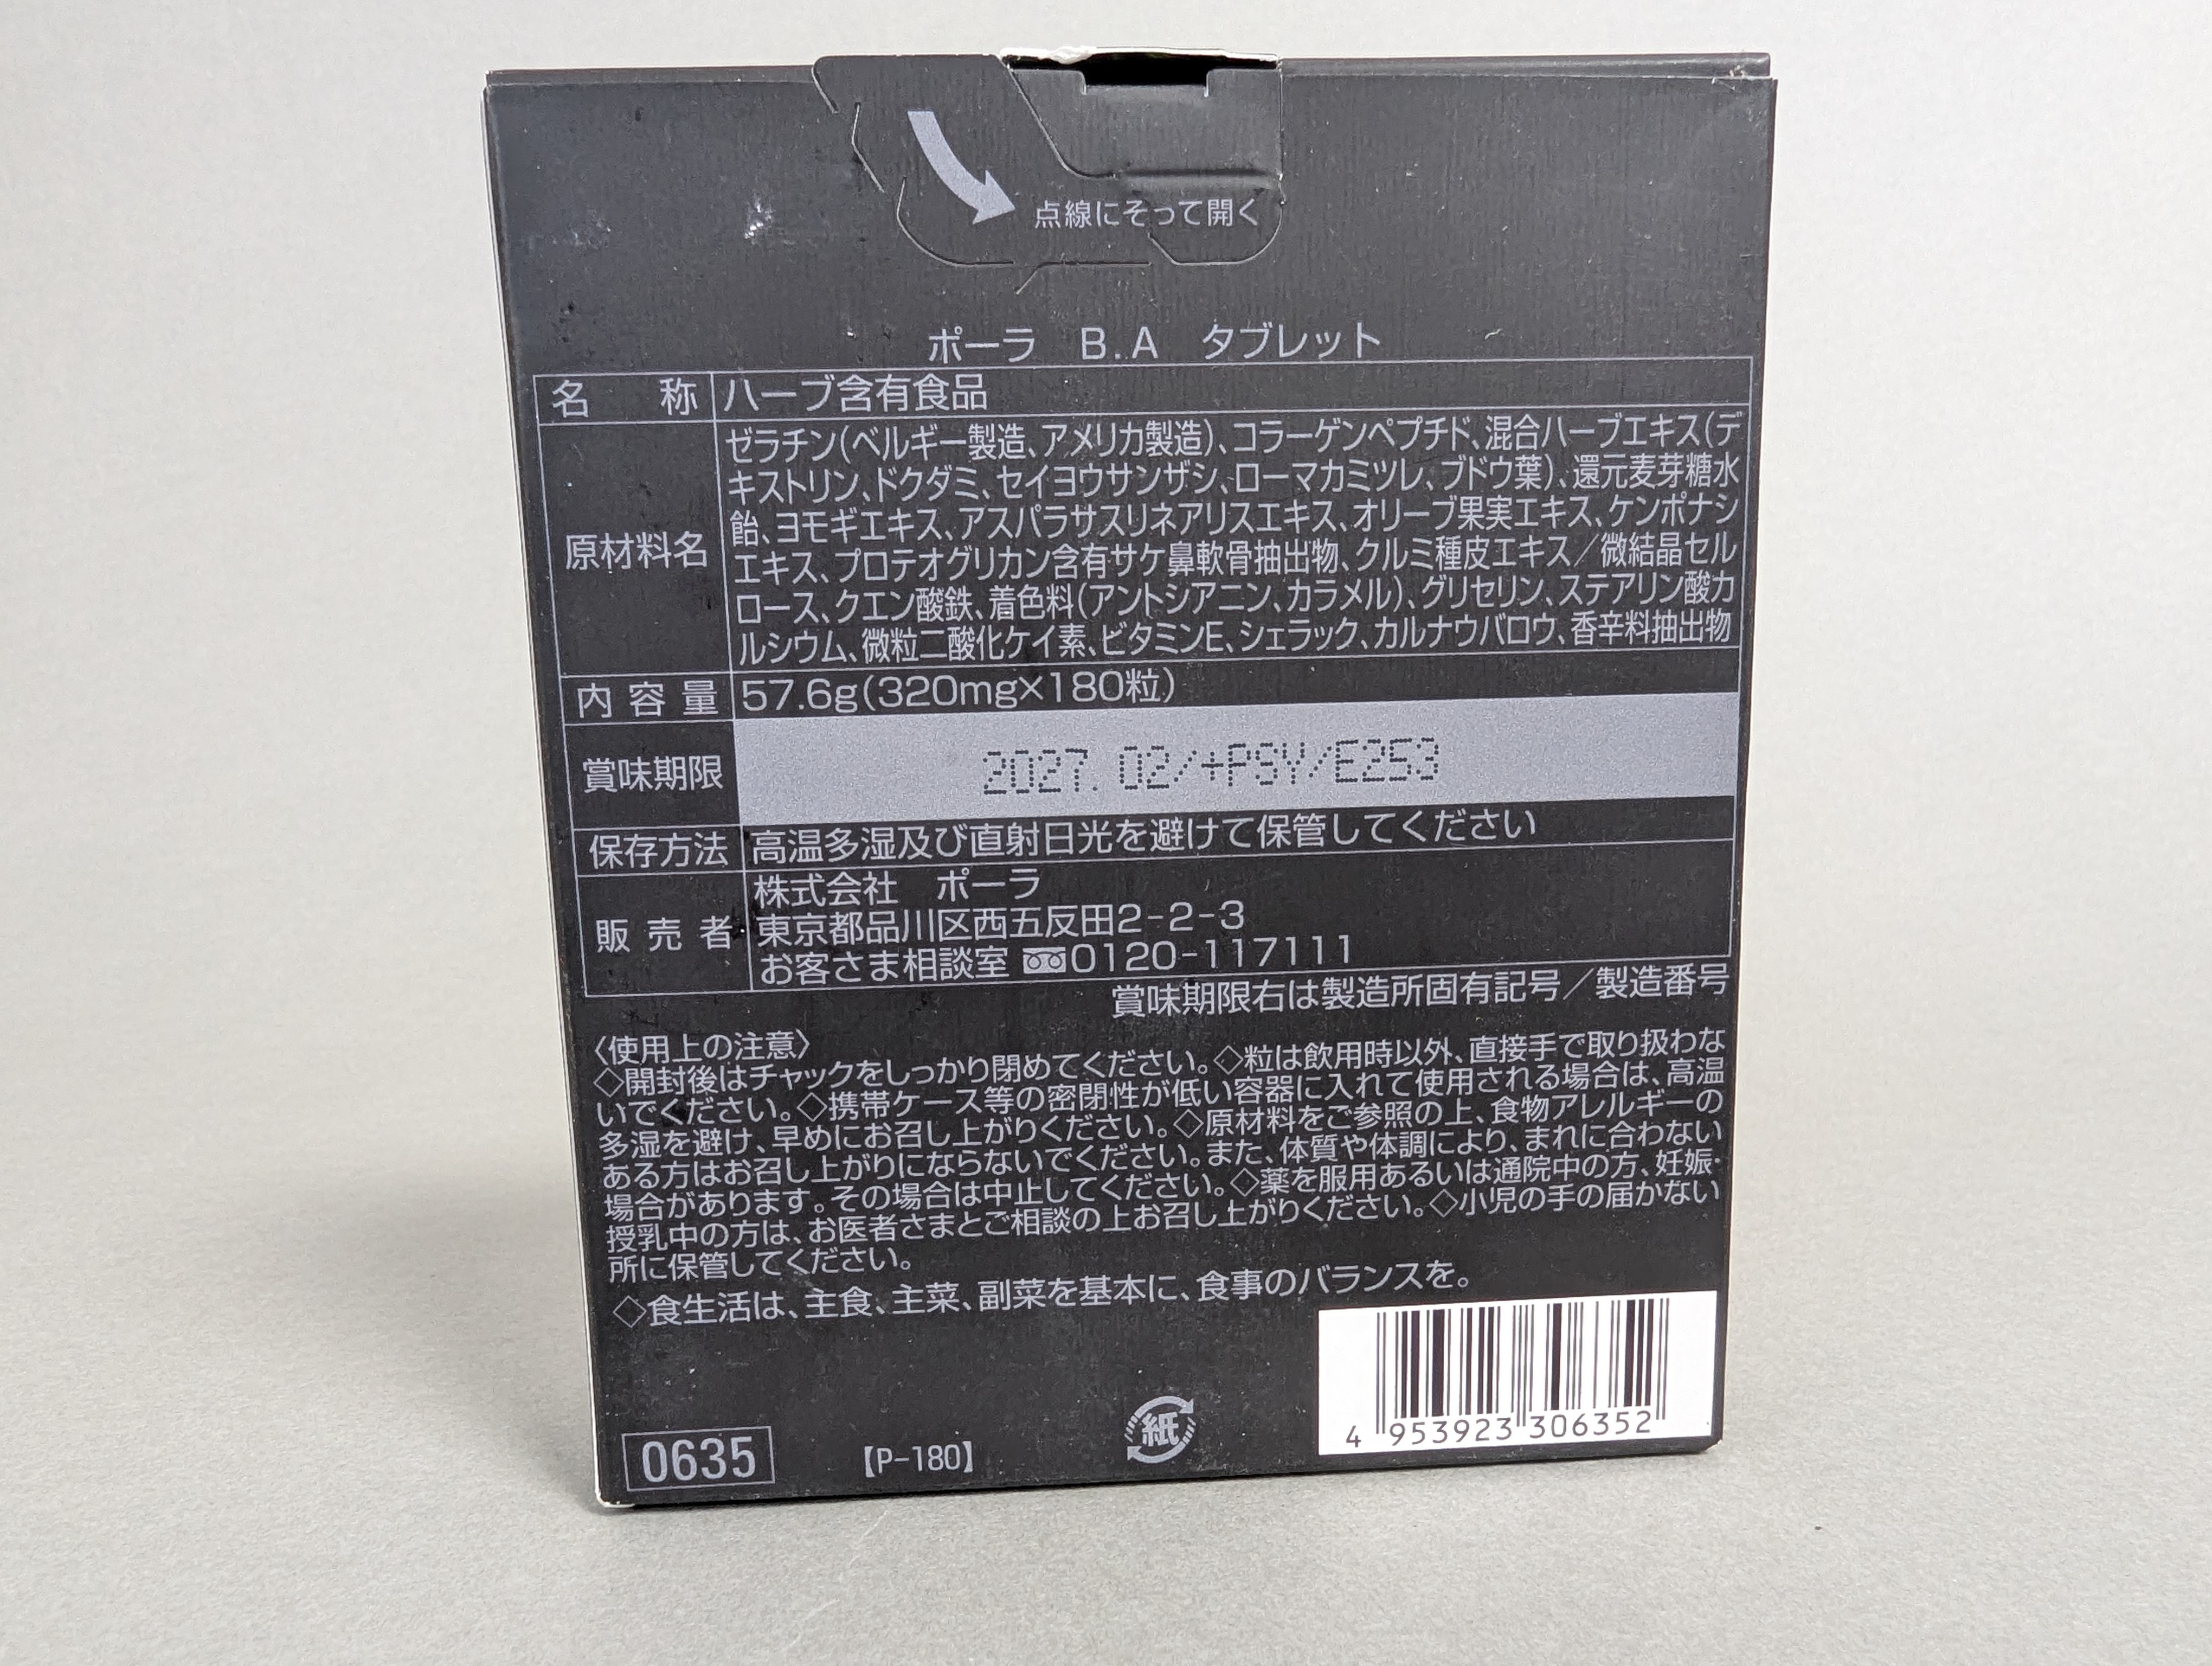 点線にそって開く
ポーラ B.A タブレット
名 称 ハーブ含有食品
原材料名
ゼラチン(ベルギー製造、アメリカ製造)、コラーゲンペプチド、混合ハーブエキス(デ
キストリン、ドクダミ、セイヨウサンザシ、ローマカミツレ、ブドウ葉)、還元麦芽糖水
飴、ヨモギエキス、アスパラサスリネアリスエキス、オリーブ果実エキス、ケンポナシ
エキス、プロテオグリカン含有サケ鼻軟骨抽出物、クルミ種皮エキス/微結晶セル
ロース、クエン酸鉄、着色料(アントシアニン、カラメル)、グリセリン、ステアリン酸カ
ルシウム、微粒二酸化ケイ素、ビタミンE、シェラック、カルナウバロウ、香辛料抽出物
内容量 57.6g(320mg×180粒)
賞味期限 2027.02/+PSY/E253
保存方法 高温多湿及び直射日光を避けて保管してください
販売者
株式会社 ポーラ
東京都品川区西五反田2-2-3
お客さま相談室 0120-117111
賞味期限右は製造所固有記号/製造番号
〈使用上の注意〉
◇開封後はチャックをしっかり閉めてください。◇粒は飲用時以外、直接手で取り扱わな
いでください。◇携帯ケース等の密閉性が低い容器に入れて使用される場合は、高温
多湿を避け、早めにお召し上がりください。◇原材料をご参照の上、食物アレルギーの
ある方はお召し上がりにならないでください。また、体質や体調により、まれに合わない
場合があります。その場合は中止してください。◇薬を服用あるいは通院中の方、妊娠・
授乳中の方は、お医者さまとご相談の上お召し上がりください。◇小児の手の届かない
所に保管してください。
◇食生活は、主食、主菜、副菜を基本に、食事のバランスを。
0635
【P-180】
紙
4 953923 306352